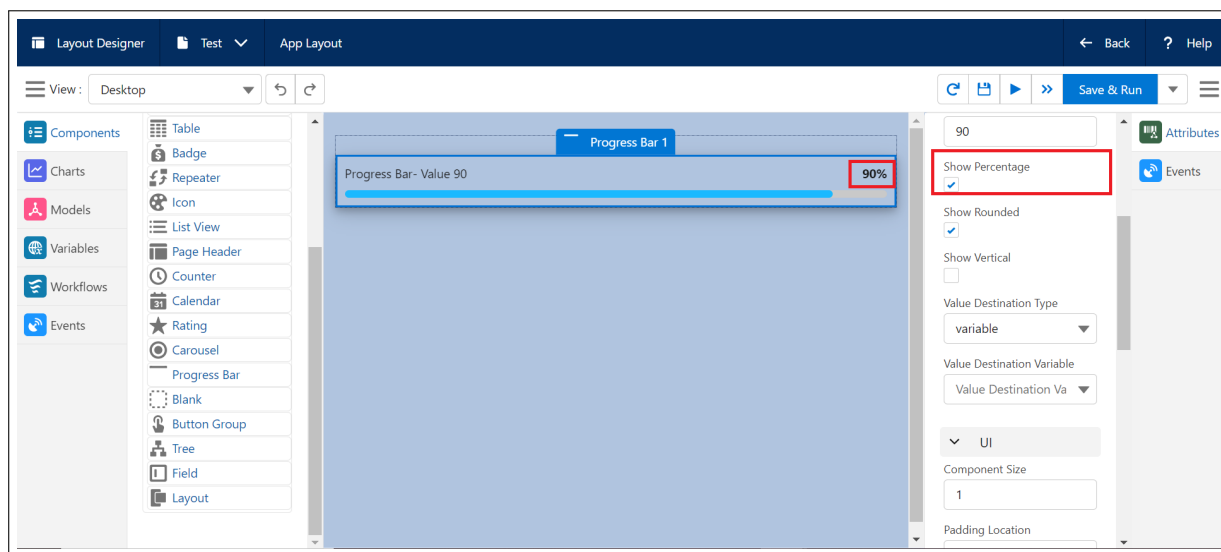 Layout Designer
Test
App Layout
Back
? Help
View :
Desktop
Save & Run
Components
Charts
Models
Variables
Workflows
Events
Table
Badge
Repeater
Icon
List View
Page Header
Counter
Calendar
Rating
Carousel
Progress Bar
Blank
Button Group
Tree
Field
Layout
Progress Bar 1
Progress Bar- Value 90
90%
90
Show Percentage
Show Rounded
Show Vertical
Value Destination Type
variable
Value Destination Variable
Value Destination Va
UI
Component Size
1
Padding Location
Attributes
Events